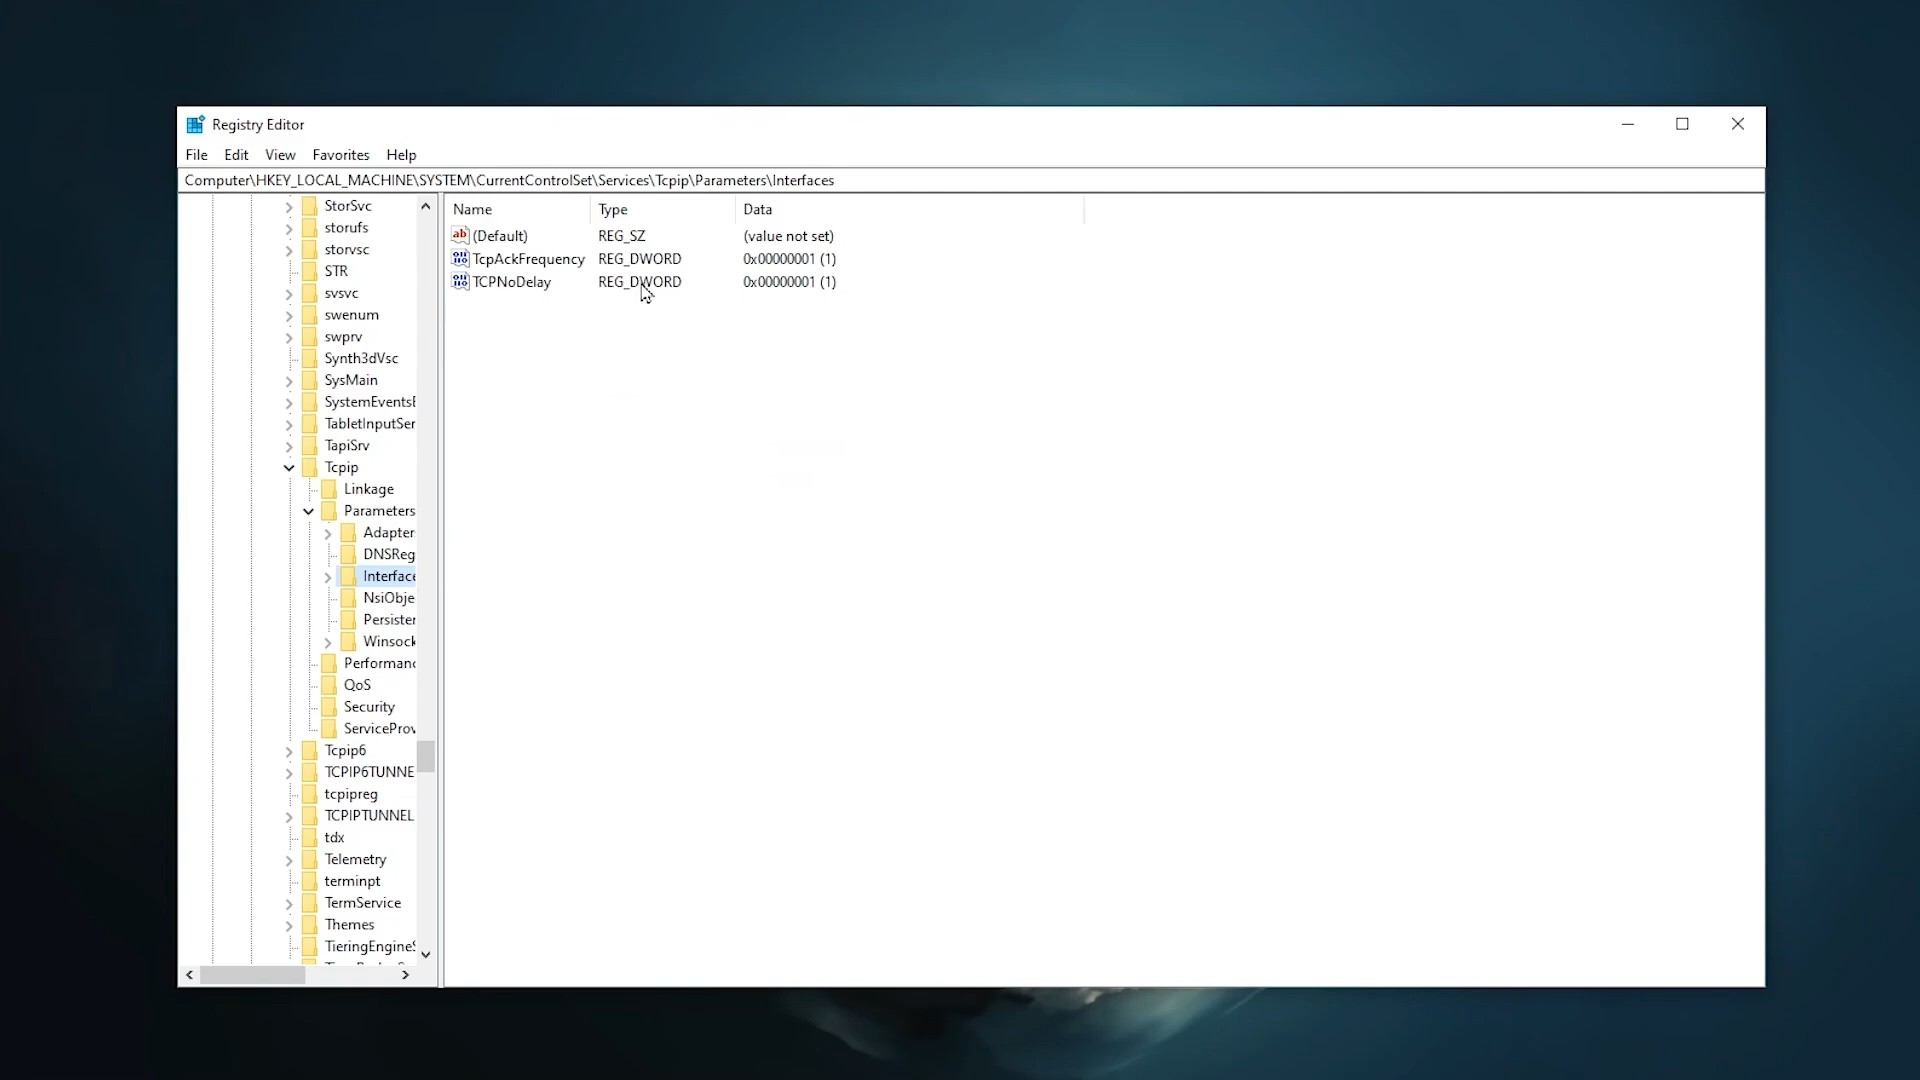 Registry Editor
File Edit View Favorites Help
Computer\HKEY_LOCAL_MACHINE\SYSTEM\CurrentControlSet\Services\Tcpip\Parameters\Interfaces
StorSvc
storufs
storvsc
STR
svsvc
swenum
swprv
Synth3dVsc
SysMain
SystemEventsB
TabletInputSer
TapiSrv
Tcpip
Linkage
Parameters
Adapter
DNSReg
Interface
NsiObje
Persister
Winsock
Performanc
QoS
Security
ServiceProv
Tcpip6
TCPIP6TUNNE
tcpipreg
TCPIPTUNNEL
tdx
Telemetry
terminpt
TermService
Themes
TieringEngineS
Name Type Data
(Default) REG_SZ (value not set)
TcpAckFrequency REG_DWORD 0x00000001 (1)
TCPNoDelay REG_DWORD 0x00000001 (1)